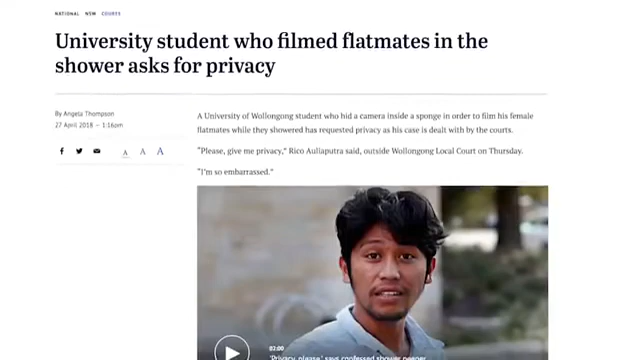 NATIONAL NSW COURTS
University student who filmed flatmates in the
shower asks for privacy
By Angela Thompson
27 April 2018 — 1:16pm
A University of Wollongong student who hid a camera inside a sponge in order to film his female
flatmates while they showered has requested privacy as his case is dealt with by the courts.
"Please, give me privacy," Rico Aullaputra said, outside Wollongong Local Court on Thursday.
"I'm so embarrassed."
A A A
02:00
'Privacy, please,' says confessed shower peeper